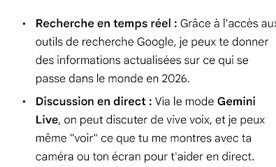 • Recherche en temps réel : Grâce à l'accès aux
outils de recherche Google, je peux te donner
des informations actualisées sur ce qui se
passe dans le monde en 2026.
• Discussion en direct : Via le mode Gemini
Live, on peut discuter de vive voix, et je peux
même "voir" ce que tu me montres avec ta
caméra ou ton écran pour t'aider en direct.